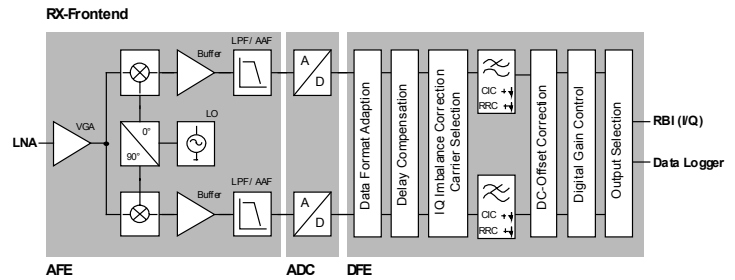 RX-Frontend
LNA
VGA
Buffer
LPF/ AAF
A
D
0°
90°
LO
Buffer
LPF/ AAF
A
D
Data Format Adaption
Delay Compensation
IQ Imbalance Correction
Carrier Selection
CIC
RRC
CIC
RRC
DC-Offset Correction
Digital Gain Control
Output Selection
RBI (I/Q)
Data Logger
AFE
ADC
DFE